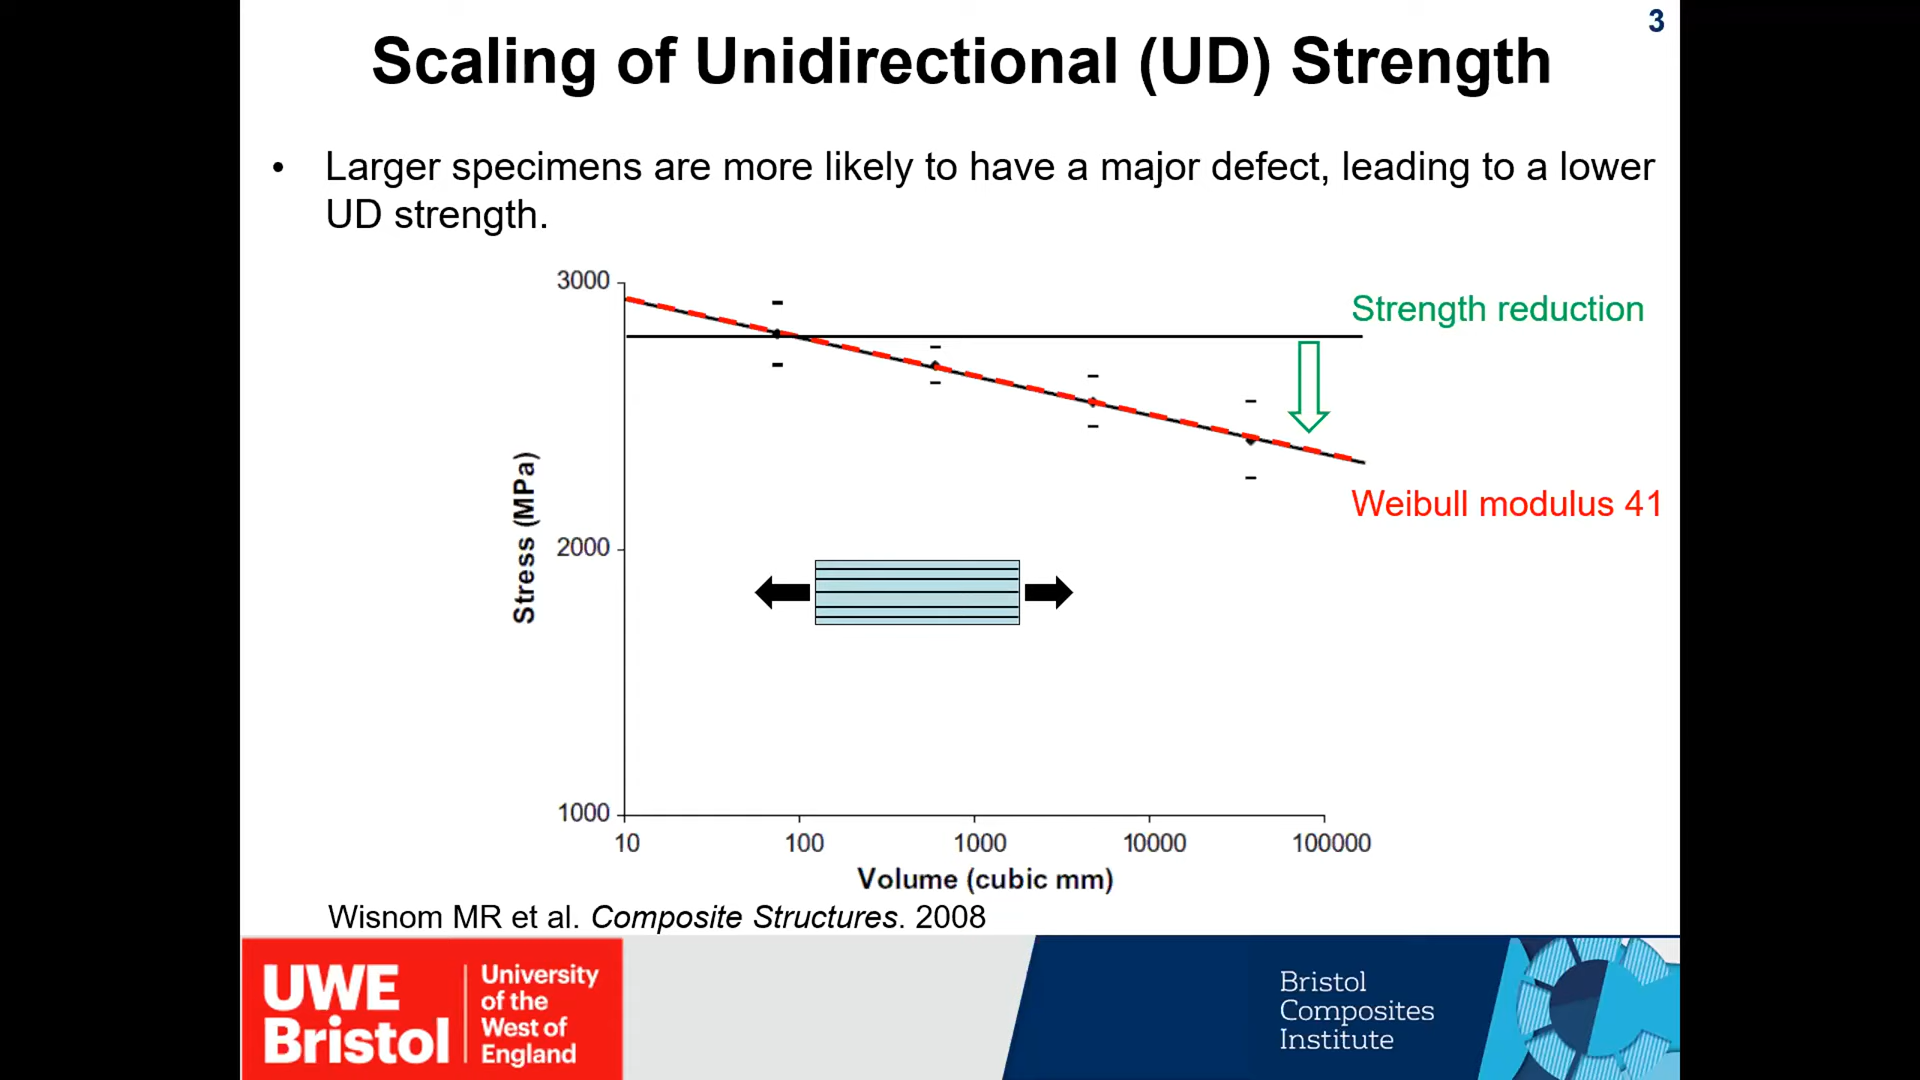 3
Scaling of Unidirectional (UD) Strength
• Larger specimens are more likely to have a major defect, leading to a lower
UD strength.
3000
Strength reduction
Weibull modulus 41
Stress (MPa)
2000
1000
10 100 1000 10000 100000
Volume (cubic mm)
Wisnom MR et al. Composite Structures. 2008
UWE
Bristol
University
of the
West of
England
Bristol
Composites
Institute